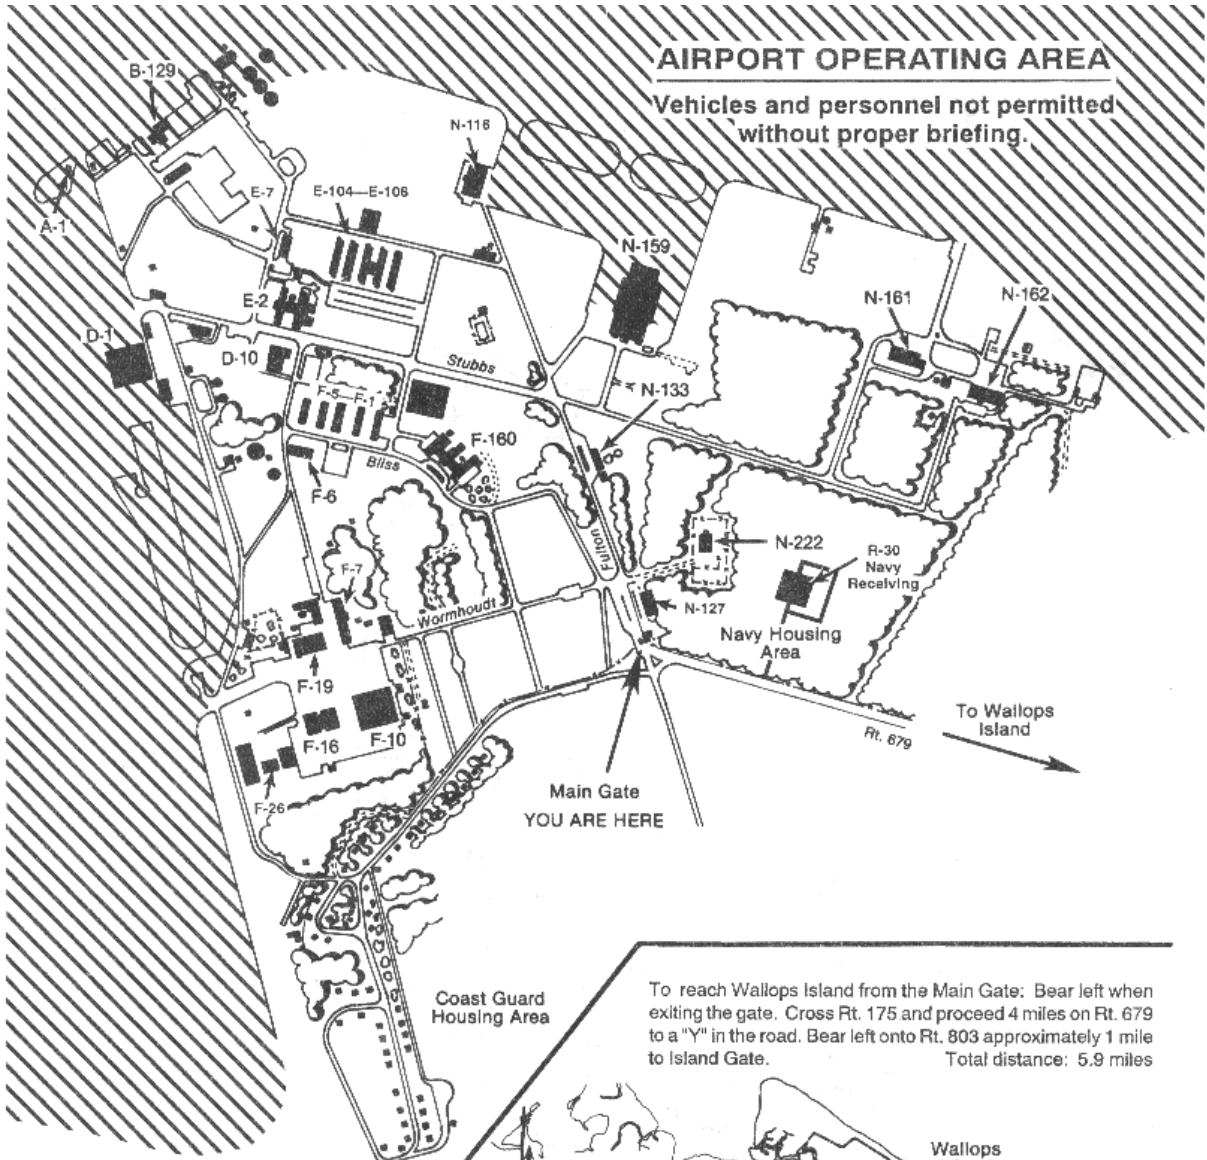 AIRPORT OPERATING AREA
Vehicles and personnel not permitted
without proper briefing.
B-129
N-116
A-1
E-7
E-104—E-106
N-159
E-2
N-161
N-162
D-1
D-10
Stubbs
F-5—F-1
N-133
F-160
Bliss
F-6
Fulton
N-222
R-30
Navy
Receiving
F-7
Wormhoudt
N-127
Navy Housing
Area
F-19
F-16
F-10
Rt. 679
To Wallops
Island
F-26
Main Gate
YOU ARE HERE
Coast Guard
Housing Area
To reach Wallops Island from the Main Gate: Bear left when
exiting the gate. Cross Rt. 175 and proceed 4 miles on Rt. 679
to a "Y" in the road. Bear left onto Rt. 803 approximately 1 mile
to Island Gate. Total distance: 5.9 miles
Wallops